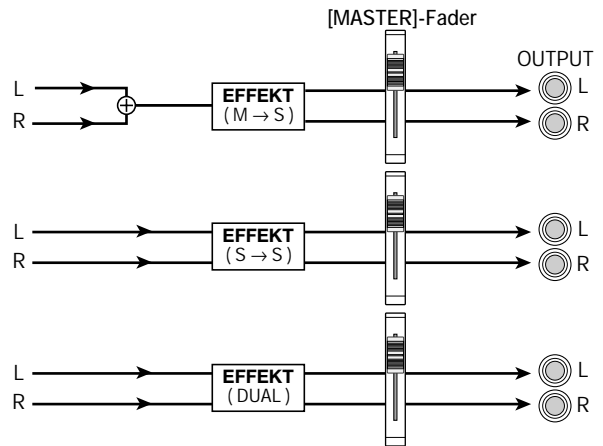 [MASTER]-Fader
OUTPUT
L
R
EFFEKT
(M → S)
L
R
L
R
EFFEKT
(S → S)
L
R
L
R
EFFEKT
(DUAL)
L
R